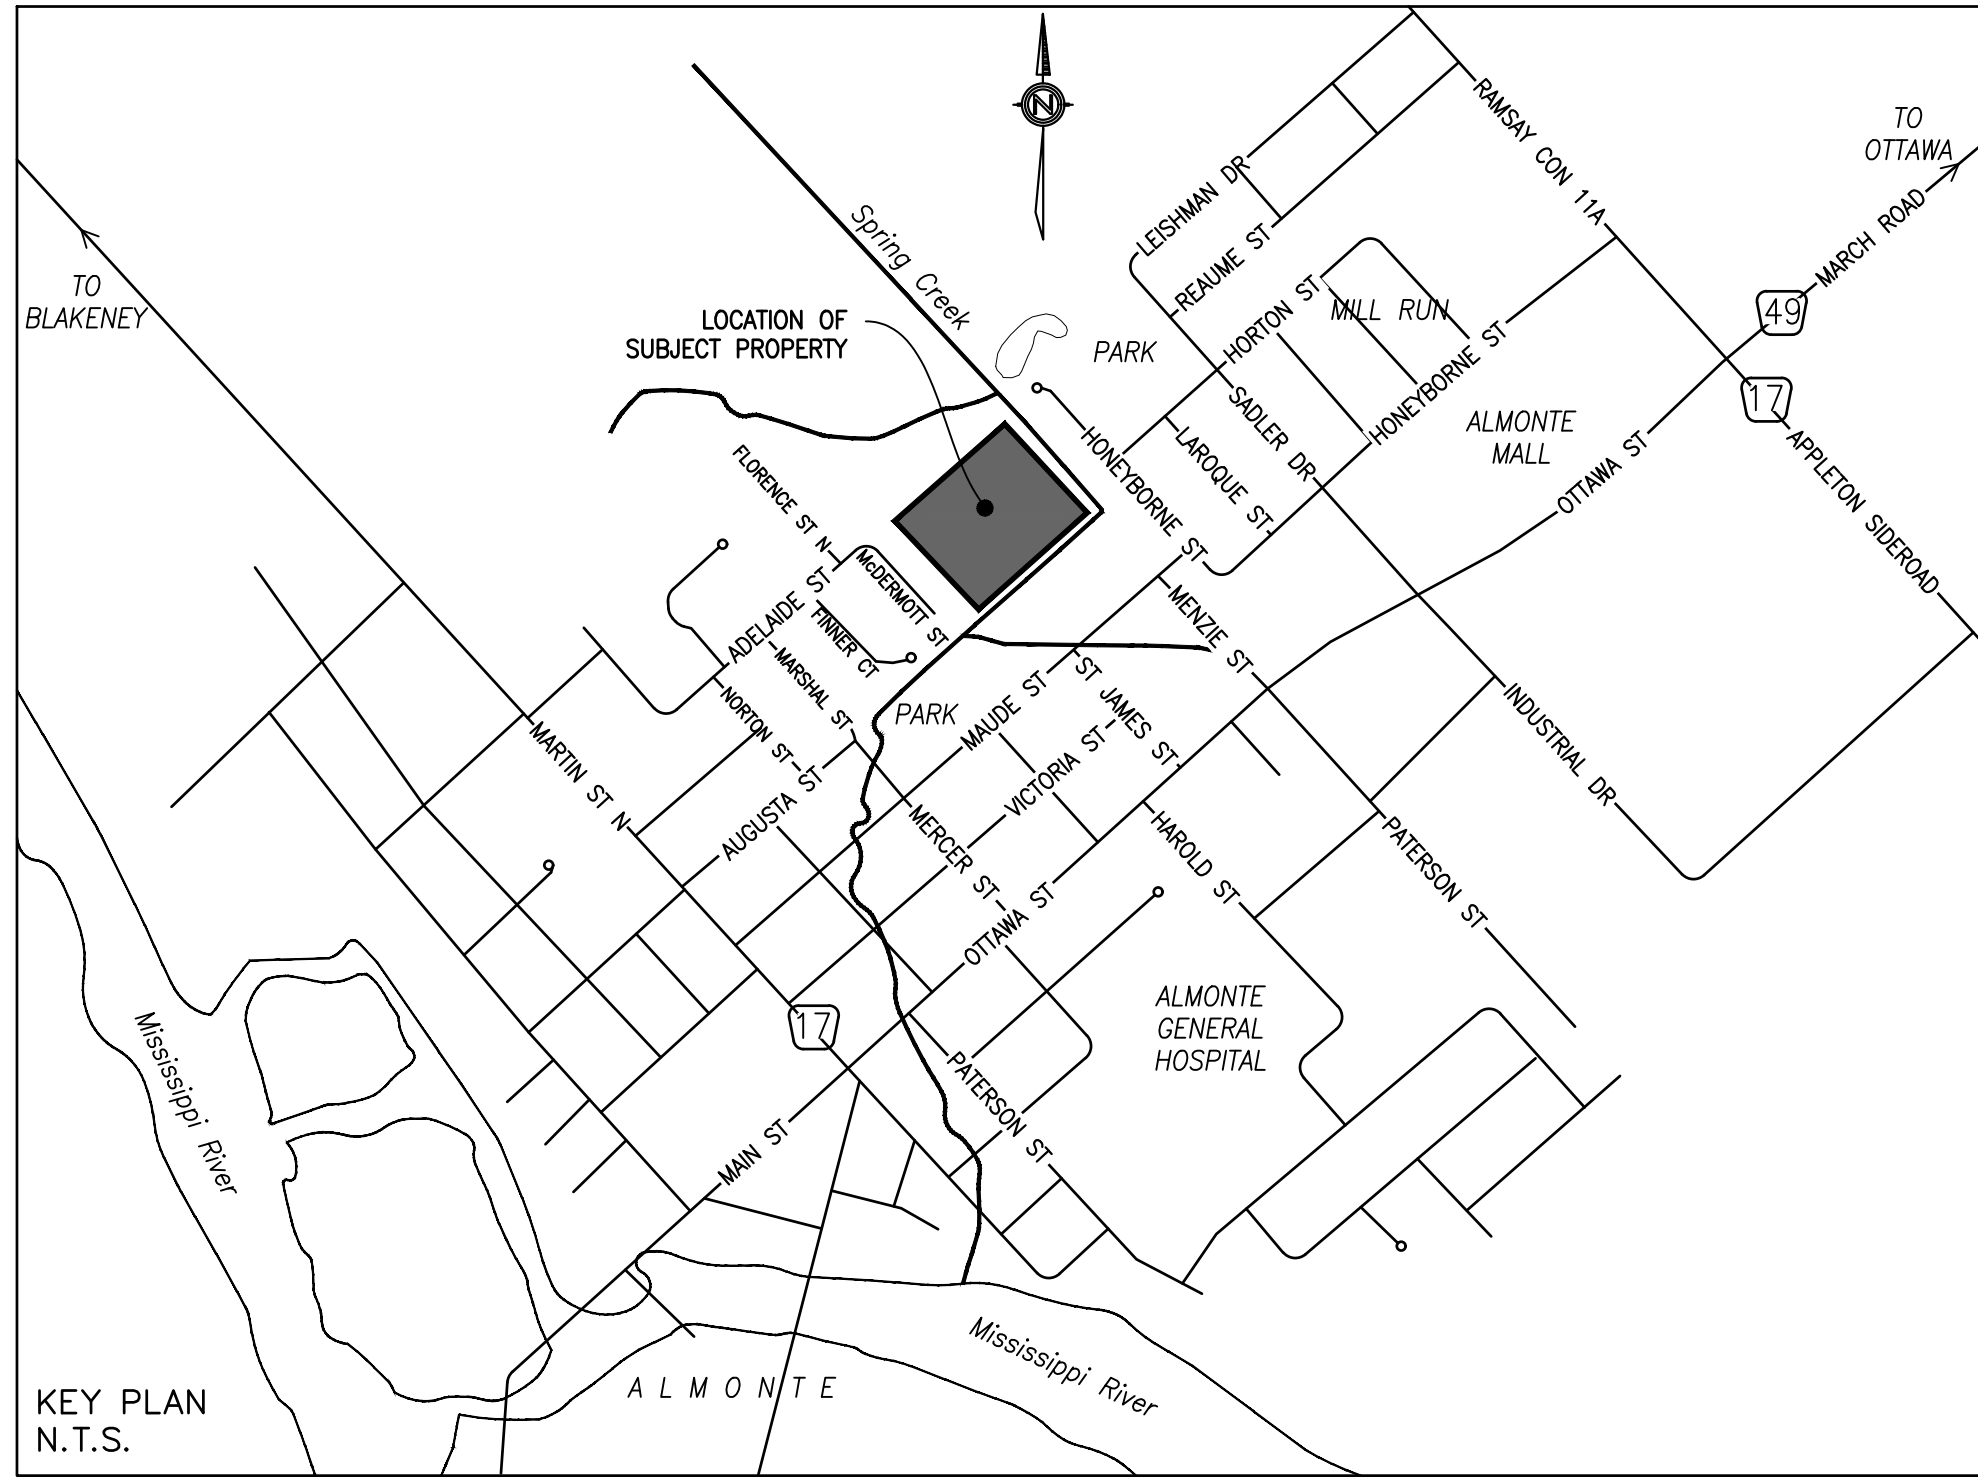 N
TO
OTTAWA
RAMSAY CON 11A
MARCH ROAD
49
17
APPLETON SIDEROAD
LEISHMAN DR
REAUME ST
HORTON ST
MILL RUN
HONEYBORNE ST
PARK
SADLER DR
LAROQUE ST
HONEYBORNE ST
ALMONTE
MALL
OTTAWA ST
Spring Creek
TO
BLAKENEY
LOCATION OF
SUBJECT PROPERTY
FLORENCE ST N
McDERMOTT ST
ADELAIDE ST
FINNER CT
MARSHAL ST
NORTON ST
MARTIN ST N
AUGUSTA ST
PARK
MAUDE ST
MENZIE ST
ST JAMES ST
VICTORIA ST
MERCER ST
OTTAWA ST
HAROLD ST
INDUSTRIAL DR
PATERSON ST
ALMONTE
GENERAL
HOSPITAL
17
PATERSON ST
MAIN ST
Mississippi River
Mississippi River
ALMONTE
KEY PLAN
N.T.S.